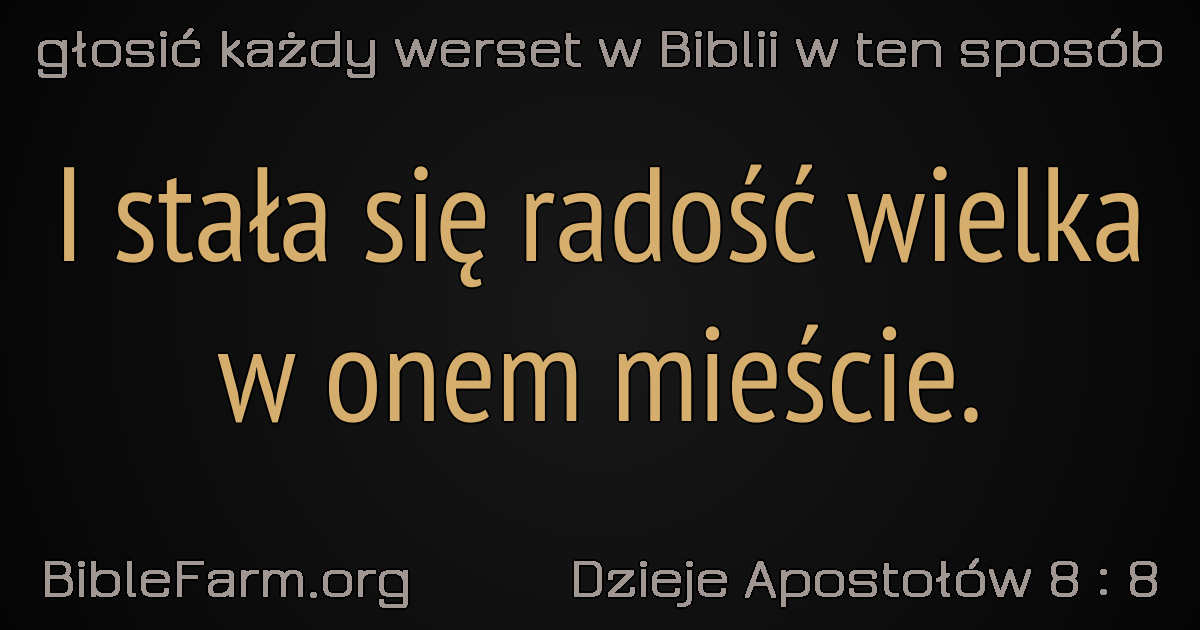 głosić każdy werset w Biblii w ten sposób
I stała się radość wielka
w onem mieście.
BibleFarm.org
Dzieje Apostołów 8 : 8